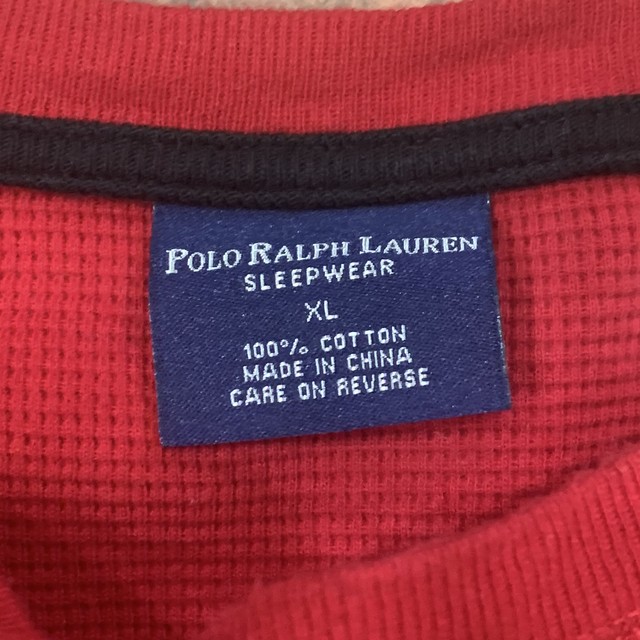 POLO RALPH LAUREN
SLEEPWEAR
XL
100% COTTON
MADE IN CHINA
CARE ON REVERSE